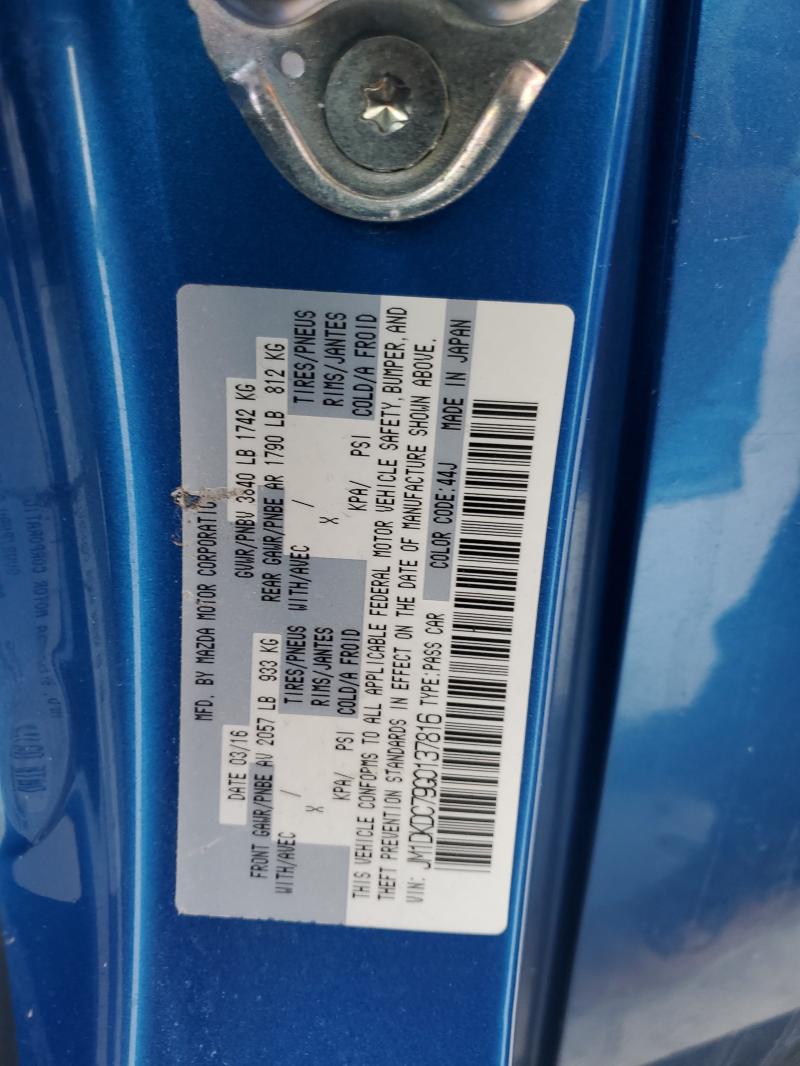 MFD. BY MAZDA MOTOR CORPORATIO
DATE 03/16 GVWR/PNBV 3840 LB 1742 KG
FRONT GAWR/PNBE AV 2057 LB 933 KG REAR GAWR/PNBE AR 1790 LB 812 KG
WITH/AVEC / TIRES/PNEUS WITH/AVEC / TIRES/PNEUS
X RIMS/JANTES X RIMS/JANTES
KPA/ PSI COLD/A FROID KPA/ PSI COLD/A FROID
THIS VEHICLE CONFORMS TO ALL APPLICABLE FEDERAL MOTOR VEHICLE SAFETY, BUMPER, AND
THEFT PREVENTION STANDARDS IN EFFECT ON THE DATE OF MANUFACTURE SHOWN ABOVE.
VIN: JM1DKDC79G0137816 TYPE:PASS CAR COLOR CODE:44J MADE IN JAPAN